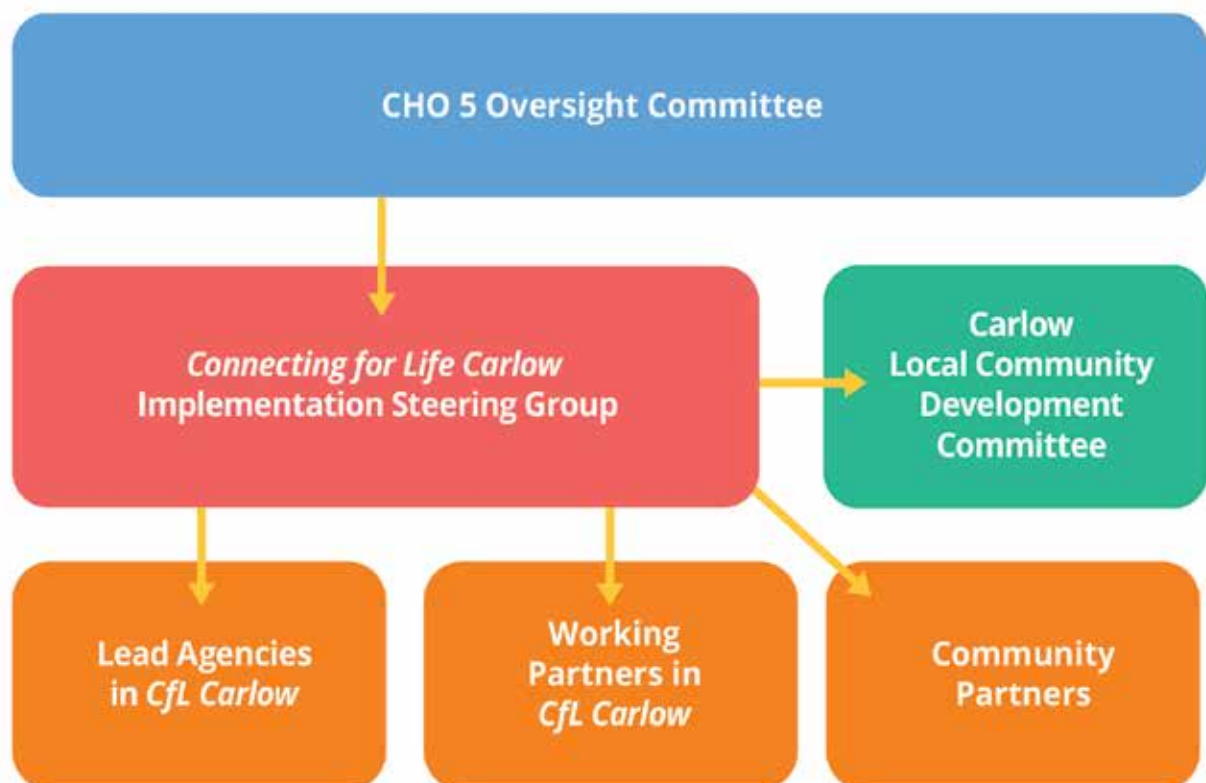 CHO 5 Oversight Committee
Connecting for Life Carlow
Implementation Steering Group
Carlow
Local Community
Development
Committee
Lead Agencies
in CfL Carlow
Working
Partners in
CfL Carlow
Community
Partners